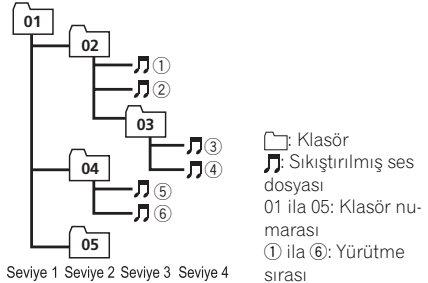 01
02
①
②
03
③
④
04
⑤
⑥
05
Seviye 1 Seviye 2 Seviye 3 Seviye 4
: Klasör
: Sıkıştırılmış ses
dosyası
01 ila 05: Klasör nu-
marası
① ila ⑥: Yürütme
sırası